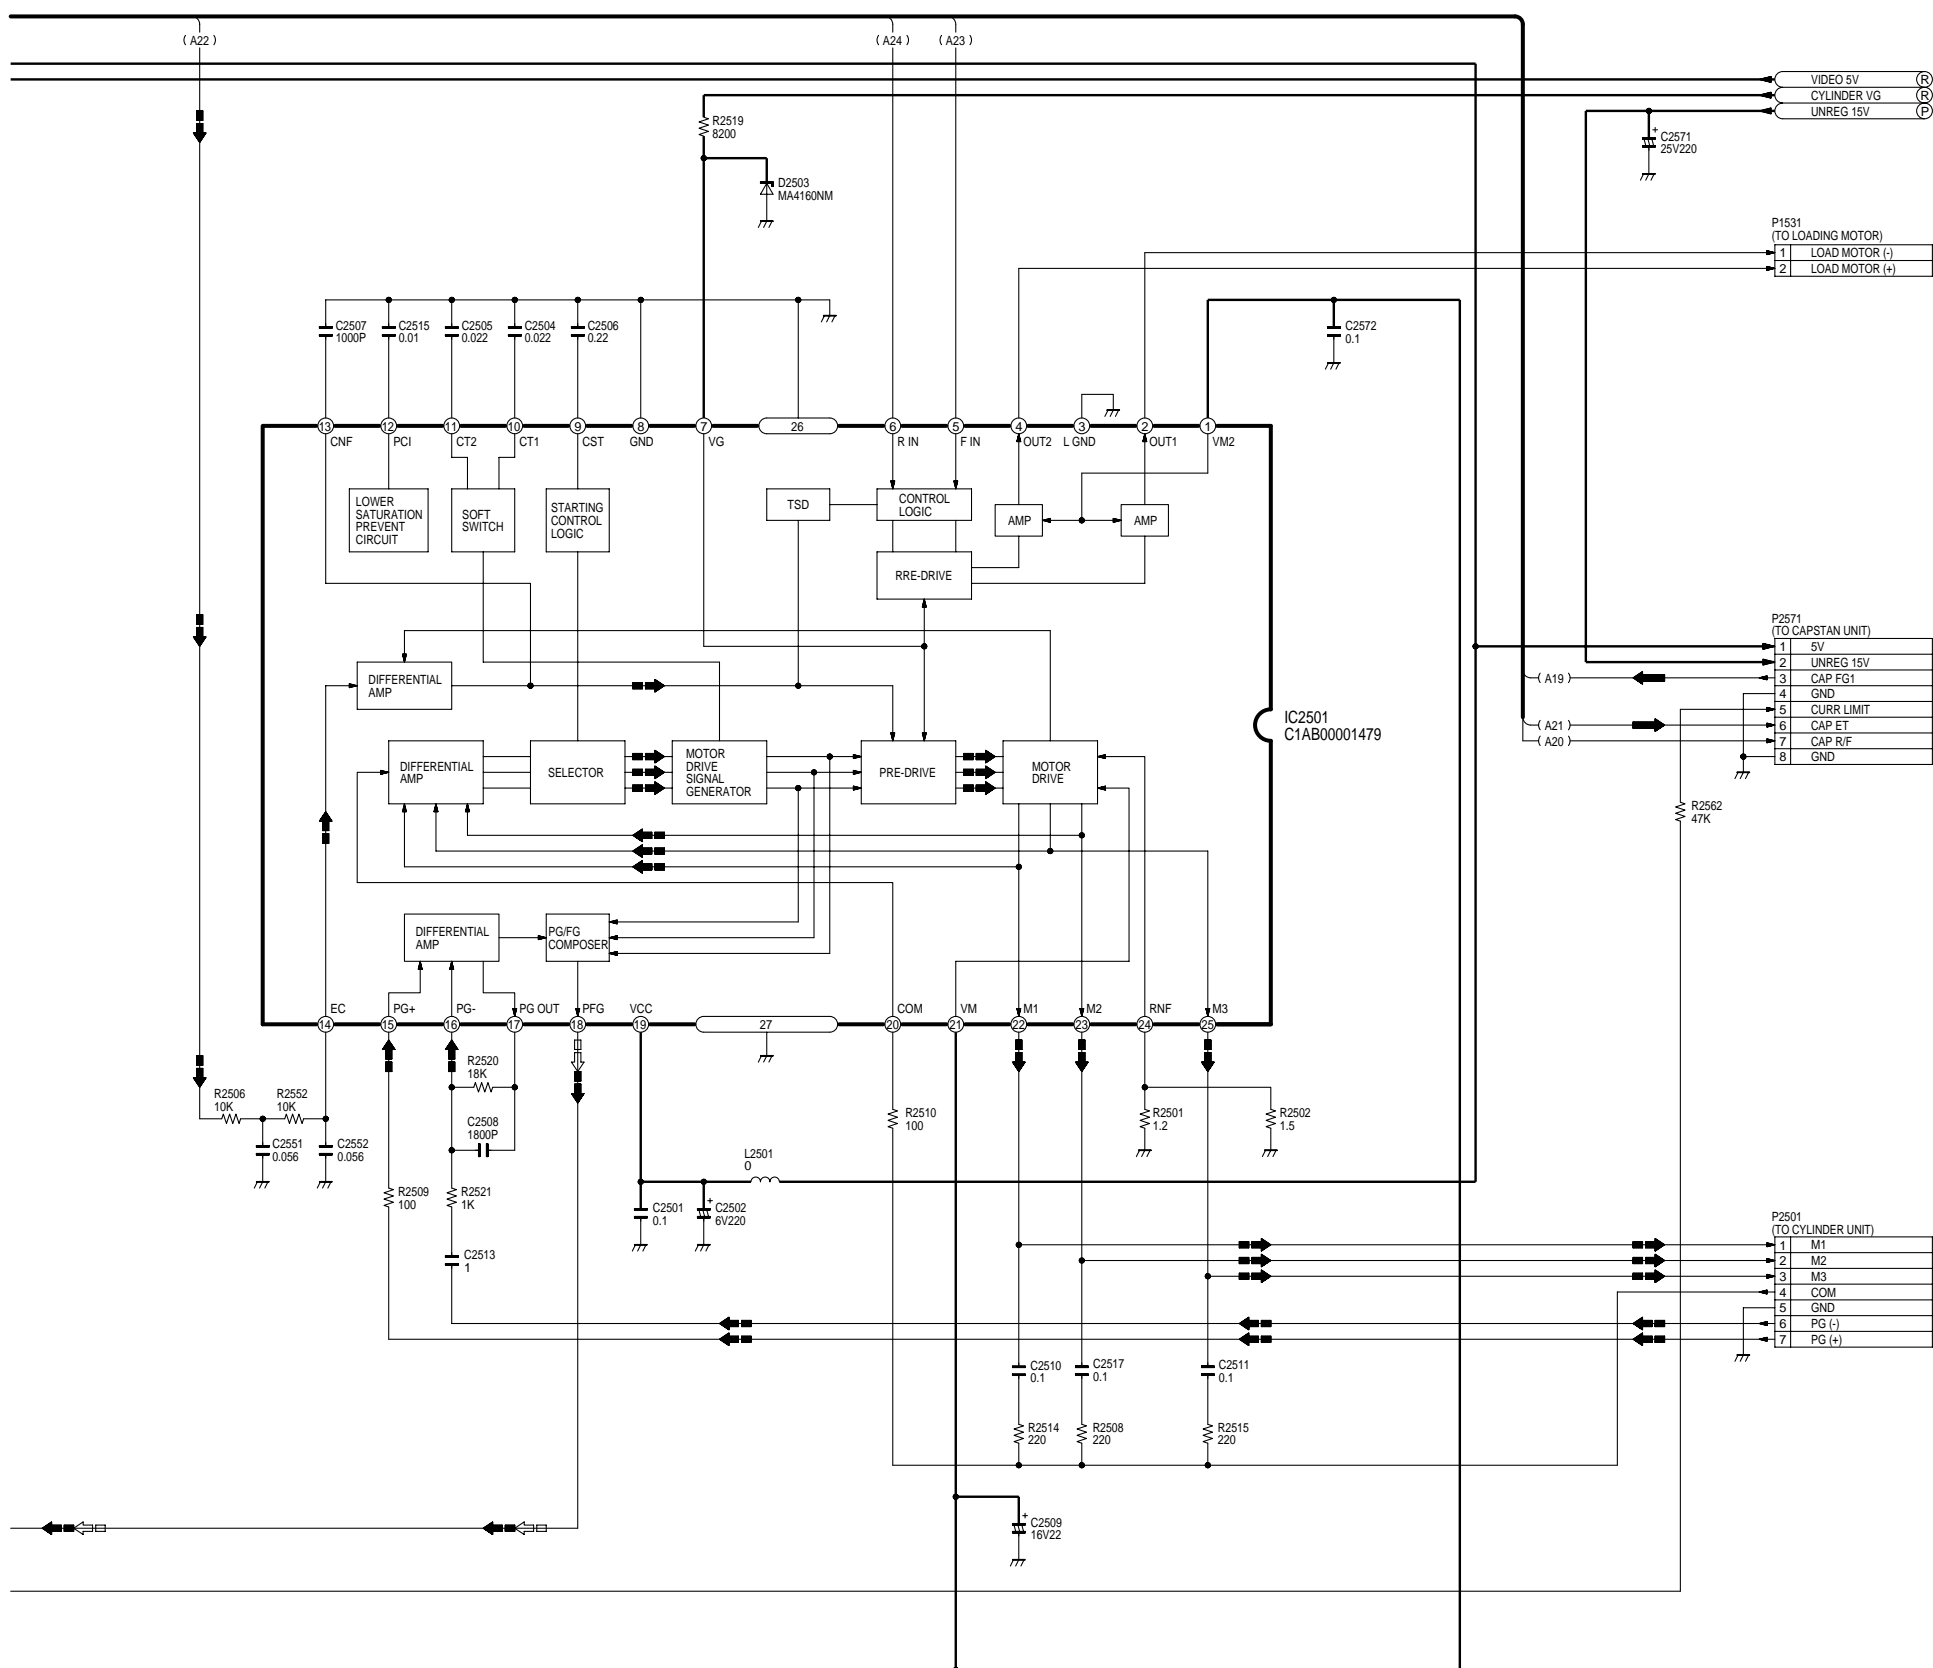 ( A22 )
( A24 )
( A23 )
VIDEO 5V
R
CYLINDER VG
R
UNREG 15V
P
R2519
8200
+
C2571
25V220
D2503
MA4160NM
P1531
(TO LOADING MOTOR)
1 LOAD MOTOR (-)
2 LOAD MOTOR (+)
C2507
1000P
C2515
0.01
C2505
0.022
C2504
0.022
C2506
0.22
C2572
0.1
13
12
11
10
9
8
7
26
6
5
4
3
2
1
CNF
PCI
CT2
CT1
CST
GND
VG
R IN
F IN
OUT2
L GND
OUT1
VM2
LOWER
SATURATION
PREVENT
CIRCUIT
SOFT
SWITCH
STARTING
CONTROL
LOGIC
TSD
CONTROL
LOGIC
AMP
AMP
RRE-DRIVE
DIFFERENTIAL
AMP
P2571
(TO CAPSTAN UNIT)
1 5V
2 UNREG 15V
3 CAP FG1
4 GND
5 CURR LIMIT
6 CAP ET
7 CAP R/F
8 GND
( A19 )
( A21 )
( A20 )
IC2501
C1AB00001479
DIFFERENTIAL
AMP
SELECTOR
MOTOR
DRIVE
SIGNAL
GENERATOR
PRE-DRIVE
MOTOR
DRIVE
R2562
47K
DIFFERENTIAL
AMP
PG/FG
COMPOSER
EC
PG+
PG-
PG OUT
PFG
VCC
COM
VM
M1
M2
RNF
M3
14
15
16
17
18
19
27
20
21
22
23
24
25
R2520
18K
R2506
10K
R2552
10K
C2508
1800P
C2551
0.056
C2552
0.056
R2510
100
R2501
1.2
R2502
1.5
L2501
0
R2509
100
R2521
1K
C2501
0.1
+
C2502
6V220
C2513
1
P2501
(TO CYLINDER UNIT)
1 M1
2 M2
3 M3
4 COM
5 GND
6 PG (-)
7 PG (+)
C2510
0.1
C2517
0.1
C2511
0.1
R2514
220
R2508
220
R2515
220
+
C2509
16V22